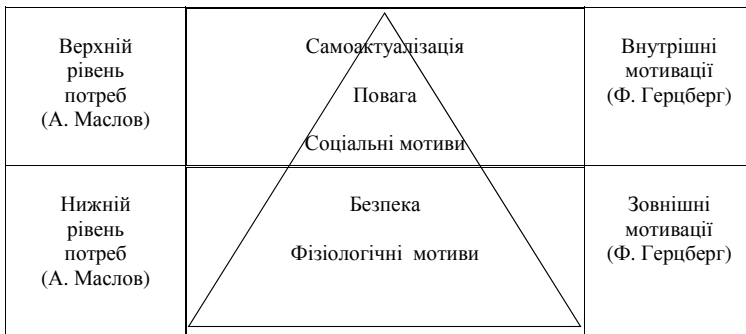 Верхній
рівень
потреб
(А. Маслов)
Самоактуалізація
Повага
Соціальні мотиви
Внутрішні
мотивації
(Ф. Герцберг)
Нижній
рівень
потреб
(А. Маслов)
Безпека
Фізіологічні мотиви
Зовнішні
мотивації
(Ф. Герцберг)